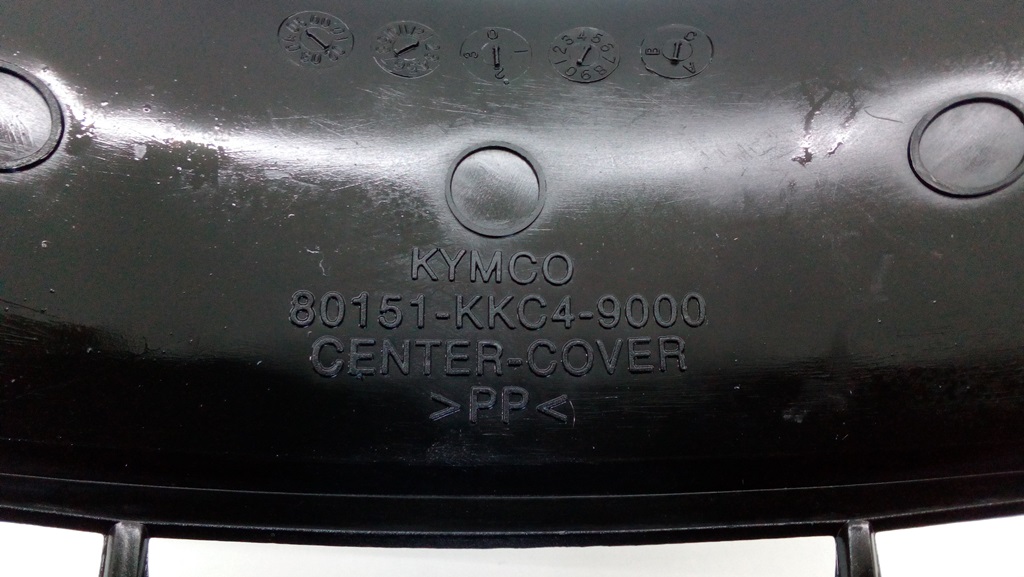 KYMCO
80151-KKC4-9000
CENTER-COVER
>PP<